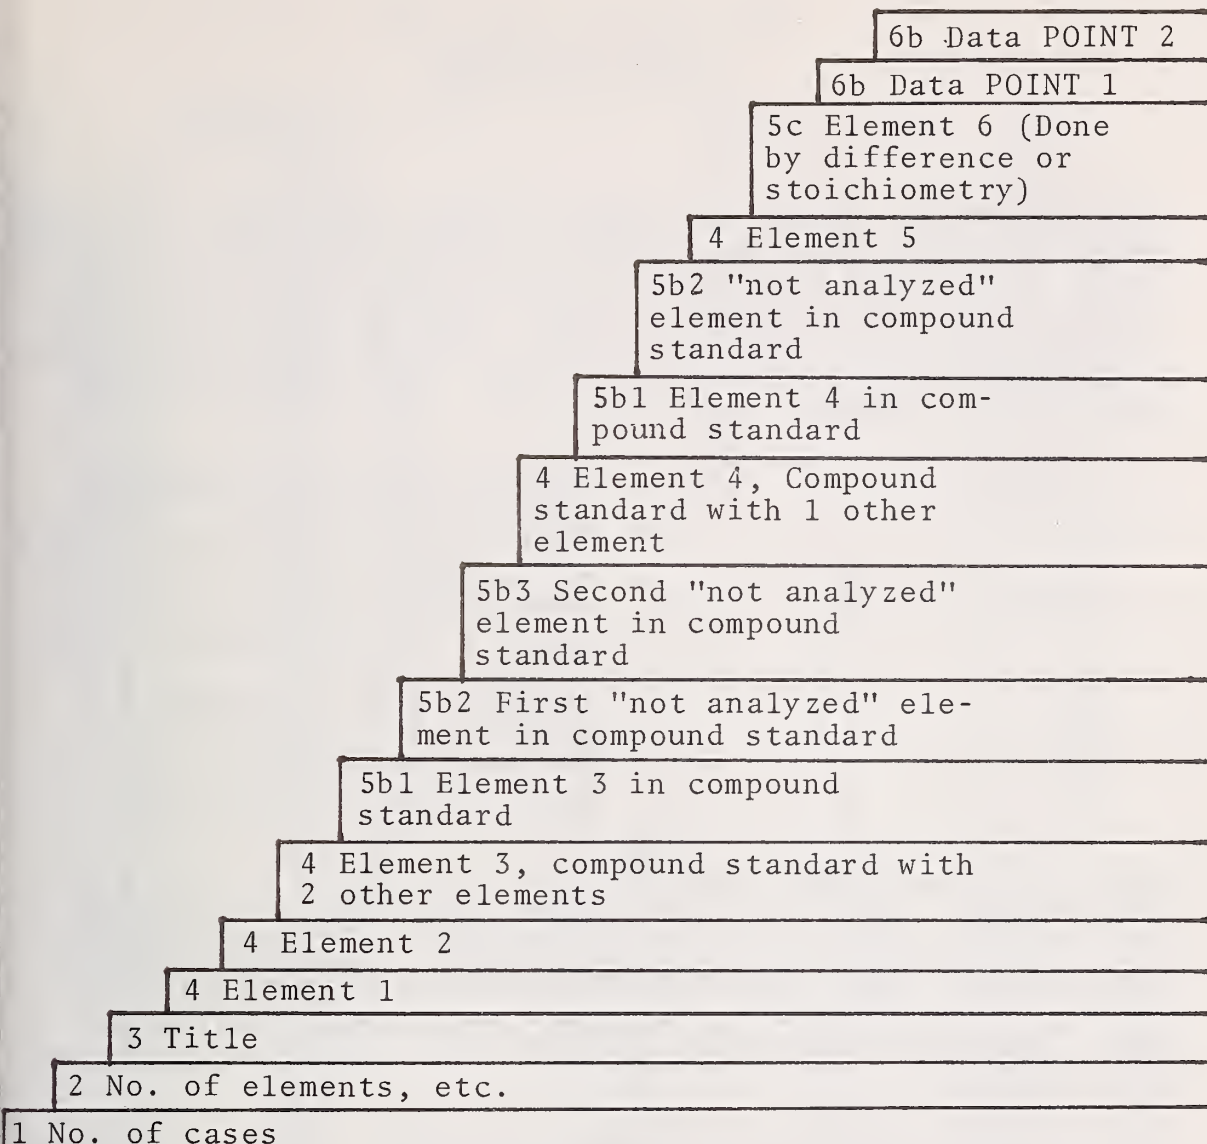 6b Data POINT 2
6b Data POINT 1
5c Element 6 (Done
by difference or
stoichiometry)
4 Element 5
5b2 "not analyzed"
element in compound
standard
5b1 Element 4 in com-
pound standard
4 Element 4, Compound
standard with 1 other
element
5b3 Second "not analyzed"
element in compound
standard
5b2 First "not analyzed" ele-
ment in compound standard
5b1 Element 3 in compound
standard
4 Element 3, compound standard with
2 other elements
4 Element 2
4 Element 1
3 Title
2 No. of elements, etc.
1 No. of cases